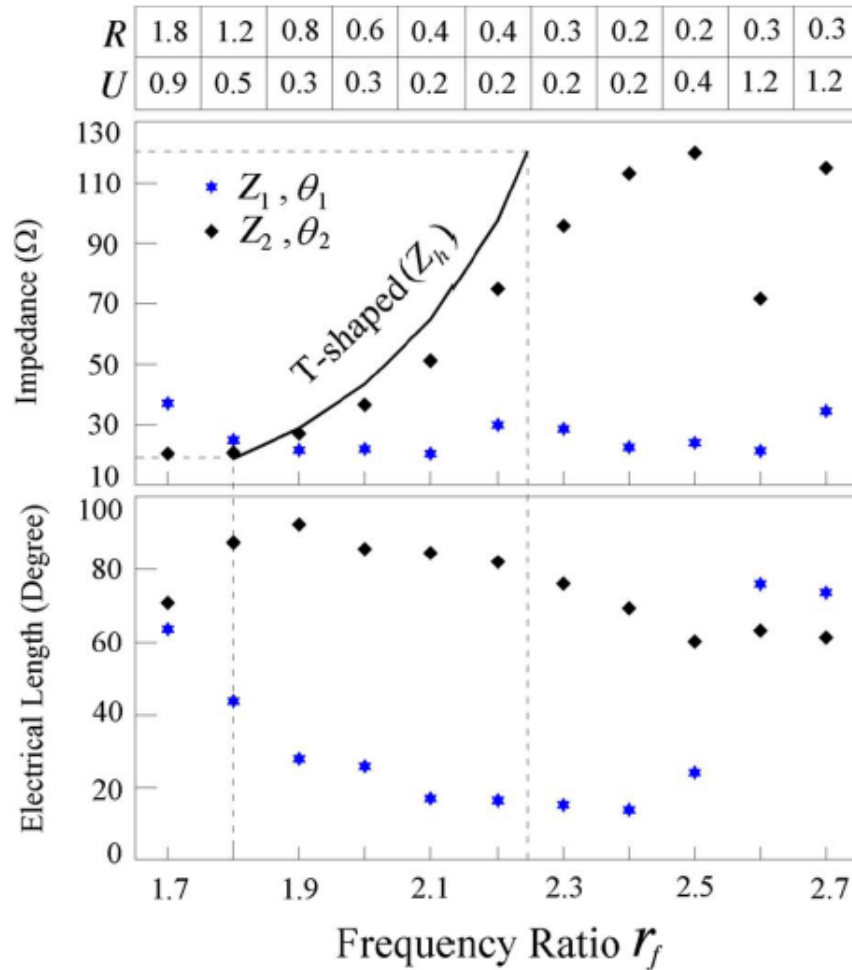 R 1.8 1.2 0.8 0.6 0.4 0.4 0.3 0.2 0.2 0.3 0.3
U 0.9 0.5 0.3 0.3 0.2 0.2 0.2 0.2 0.4 1.2 1.2
Impedance (Ω)
130
110
90
70
50
30
10
Z₁ , θ₁
Z₂ , θ₂
T-shaped(Zₕ)
Electrical Length (Degree)
100
80
60
40
20
0
1.7 1.9 2.1 2.3 2.5 2.7
Frequency Ratio r_f